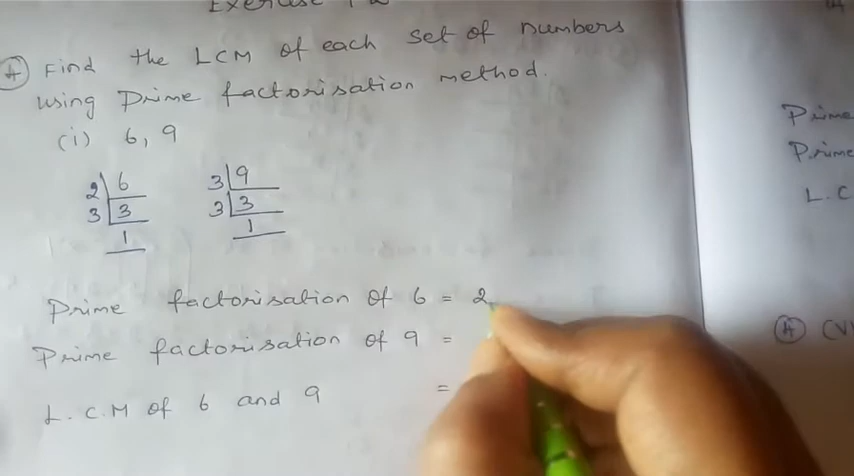 Exercise
(A) Find the LCM of each set of numbers
using Prime factorisation method.
(i) 6, 9
2 | 6
3 | 3
1
3 | 9
3 | 3
1
Prime factorisation of 6 = 2
Prime factorisation of 9 =
L.C.M of 6 and 9 =
Prime
Prime
L.C
(A) (VI